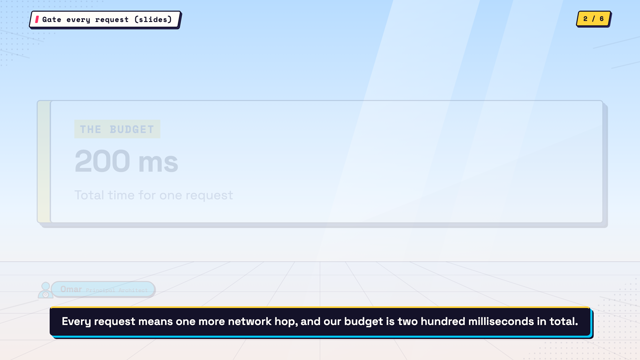 Gate every request (slides)
2 / 6
THE BUDGET
200 ms
Total time for one request
Omar
Every request means one more network hop, and our budget is two hundred milliseconds in total.